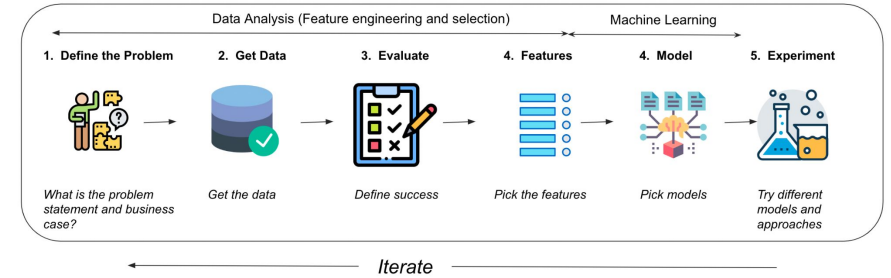 Data Analysis (Feature engineering and selection)
Machine Learning
1. Define the Problem
2. Get Data
3. Evaluate
4. Features
4. Model
5. Experiment
?
What is the problem
statement and business
case?
Get the data
Define success
Pick the features
Pick models
Try different
models and
approaches
Iterate